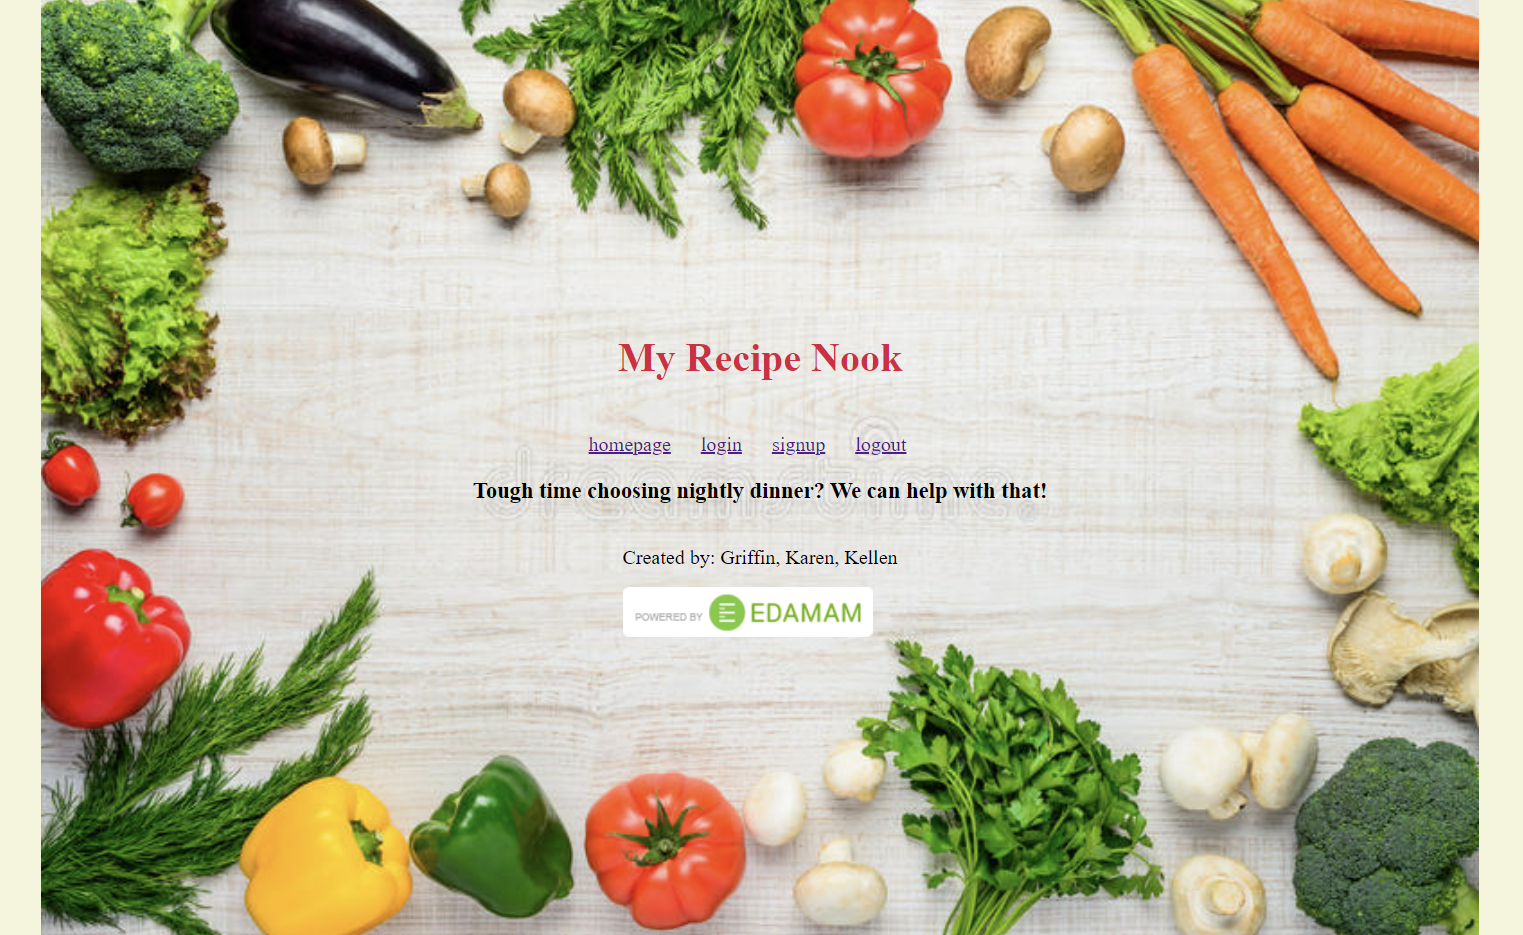 My Recipe Nook
homepage login signup logout
dreamstime.
Tough time choosing nightly dinner? We can help with that!
Created by: Griffin, Karen, Kellen
POWERED BY EDAMAM